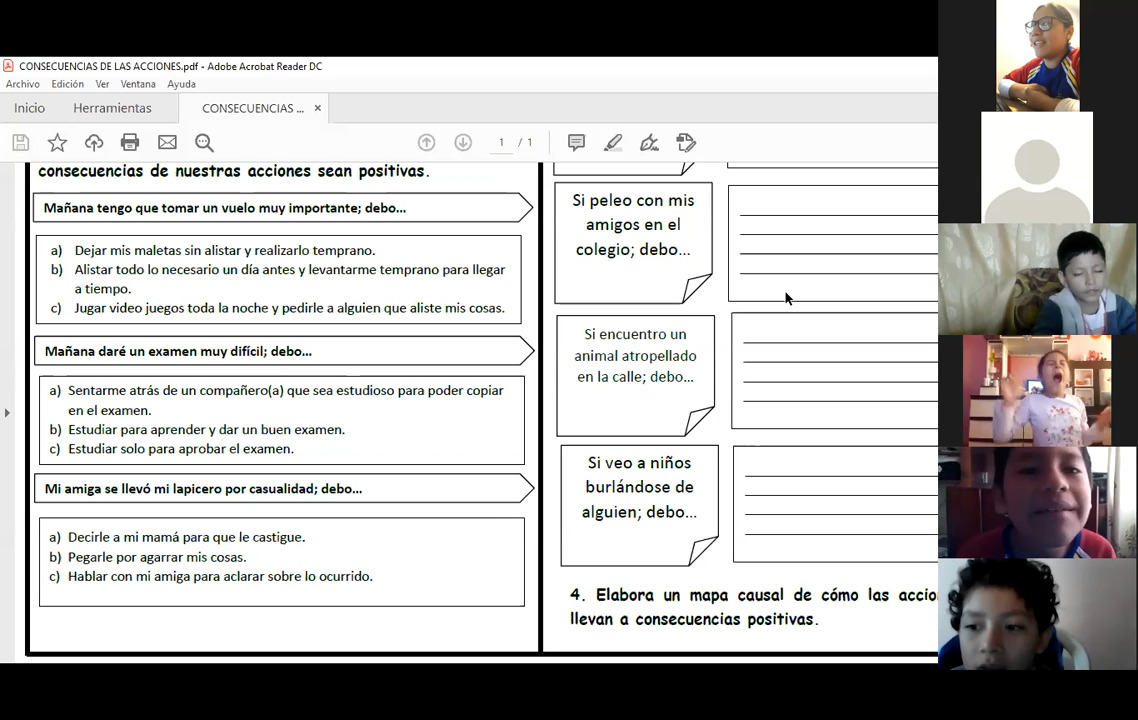 CONSECUENCIAS DE LAS ACCIONES.pdf - Adobe Acrobat Reader DC
Archivo Edición Ver Ventana Ayuda
Inicio Herramientas CONSECUENCIAS ... ×
1 / 1
consecuencias de nuestras acciones sean positivas.
Mañana tengo que tomar un vuelo muy importante; debo...
a) Dejar mis maletas sin alistar y realizarlo temprano.
b) Alistar todo lo necesario un día antes y levantarme temprano para llegar
a tiempo.
c) Jugar video juegos toda la noche y pedirle a alguien que aliste mis cosas.
Mañana daré un examen muy difícil; debo...
a) Sentarme atrás de un compañero(a) que sea estudioso para poder copiar
en el examen.
b) Estudiar para aprender y dar un buen examen.
c) Estudiar solo para aprobar el examen.
Mi amiga se llevó mi lapicero por casualidad; debo...
a) Decirle a mi mamá para que le castigue.
b) Pegarle por agarrar mis cosas.
c) Hablar con mi amiga para aclarar sobre lo ocurrido.
Si peleo con mis
amigos en el
colegio; debo...
Si encuentro un
animal atropellado
en la calle; debo...
Si veo a niños
burlándose de
alguien; debo...
4. Elabora un mapa causal de cómo las accio
llevan a consecuencias positivas.